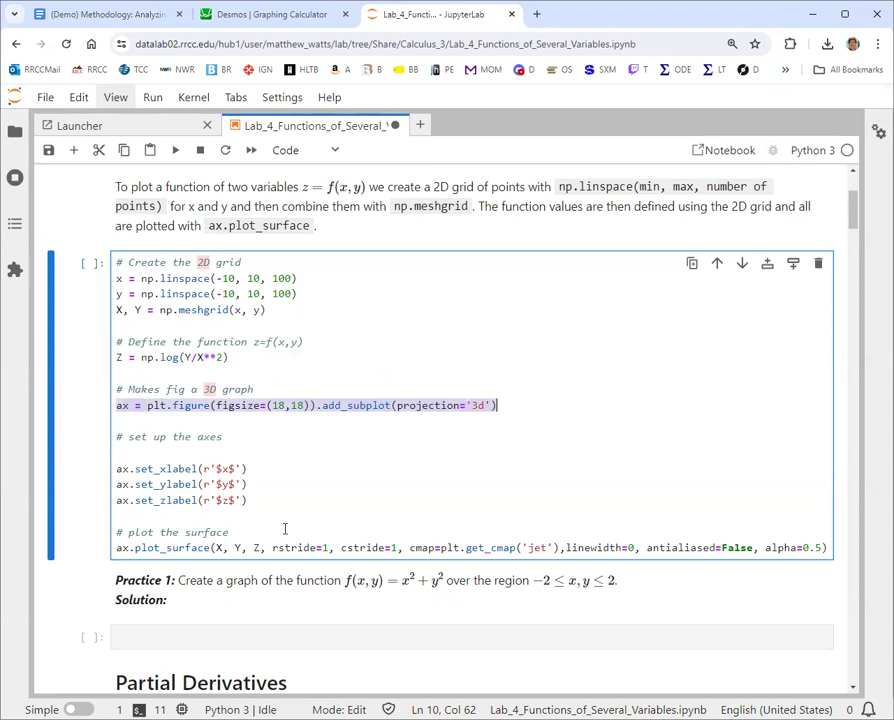 (Demo) Methodology: Analyzin
Desmos | Graphing Calculator
Lab_4_Functi... - JupyterLab
datalab02.rrcc.edu/hub1/user/matthew_watts/lab/tree/Share/Calculus_3/Lab_4_Functions_of_Several_Variables.ipynb
RRCCMail RRCC TCC NWR BR IGN HLTB A B BB MOM D OS SXM T ODE LT D » All Bookmarks
File Edit View Run Kernel Tabs Settings Help
Launcher
Lab_4_Functions_of_Several_\
Code
Notebook
Python 3
To plot a function of two variables z = f(x, y) we create a 2D grid of points with np.linspace(min, max, number of
points) for x and y and then combine them with np.meshgrid. The function values are then defined using the 2D grid and all
are plotted with ax.plot_surface .
[ ]:
# Create the 2D grid
x = np.linspace(-10, 10, 100)
y = np.linspace(-10, 10, 100)
X, Y = np.meshgrid(x, y)
# Define the function z=f(x,y)
Z = np.log(Y/X**2)
# Makes fig a 3D graph
ax = plt.figure(figsize=(18,18)).add_subplot(projection='3d')
# set up the axes
ax.set_xlabel(r'$x$')
ax.set_ylabel(r'$y$')
ax.set_zlabel(r'$z$')
# plot the surface
ax.plot_surface(X, Y, Z, rstride=1, cstride=1, cmap=plt.get_cmap('jet'),linewidth=0, antialiased=False, alpha=0.5)
Practice 1: Create a graph of the function f(x, y) = x² + y² over the region −2 ≤ x, y ≤ 2.
Solution:
[ ]:
Partial Derivatives
Simple 1 11 Python 3 | Idle Mode: Edit Ln 10, Col 62 Lab_4_Functions_of_Several_Variables.ipynb English (United States) 0